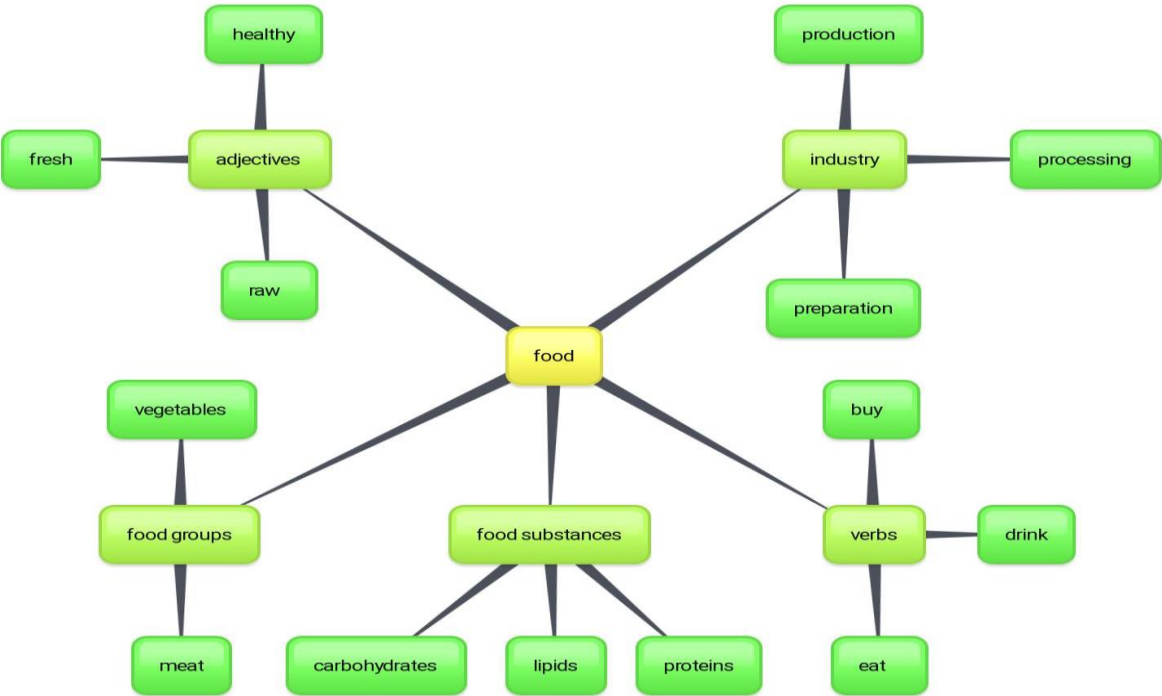 healthy
production
fresh
adjectives
industry
processing
raw
preparation
food
vegetables
buy
food groups
food substances
verbs
drink
meat
carbohydrates
lipids
proteins
eat